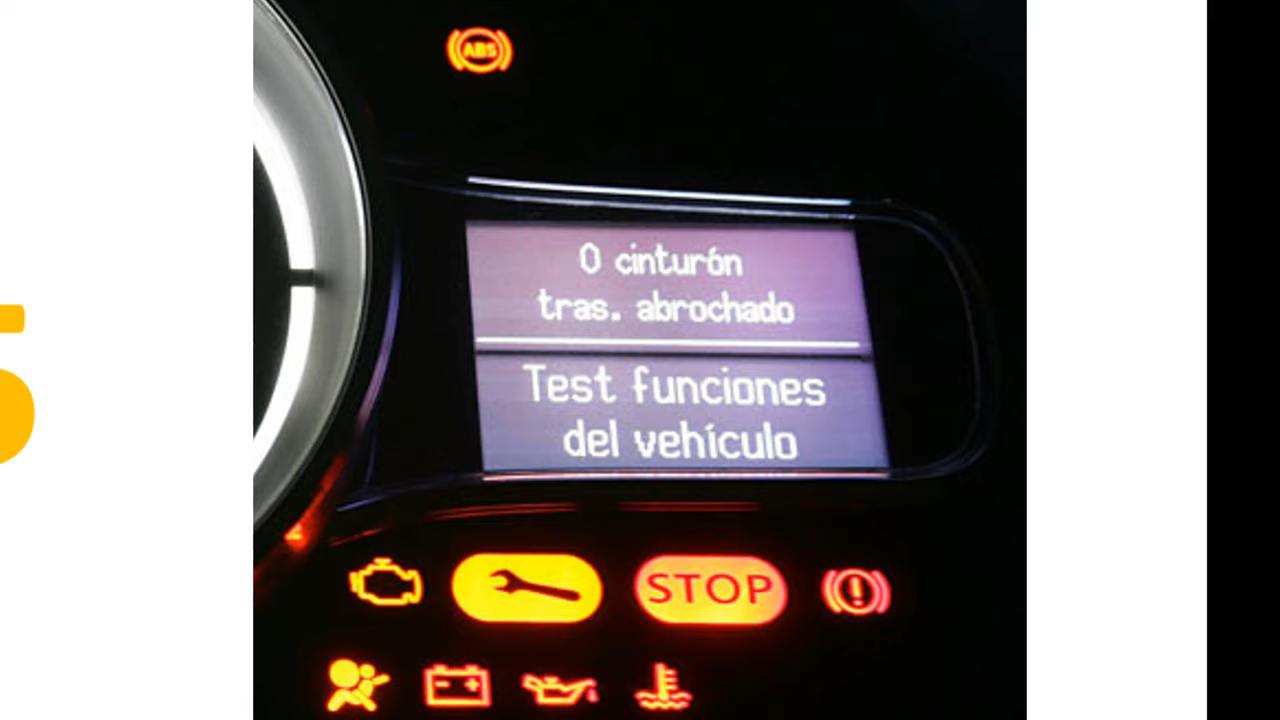 ABS
0 cinturón
tras. abrochado
Test funciones
del vehículo
STOP